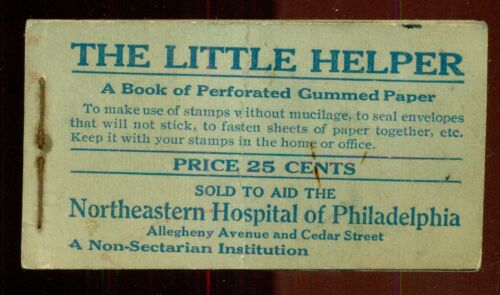 THE LITTLE HELPER
A Book of Perforated Gummed Paper
To make use of stamps without mucilage, to seal envelopes
that will not stick, to fasten sheets of paper together, etc.
Keep it with your stamps in the home or office.
PRICE 25 CENTS
SOLD TO AID THE
Northeastern Hospital of Philadelphia
Allegheny Avenue and Cedar Street
A Non-Sectarian Institution